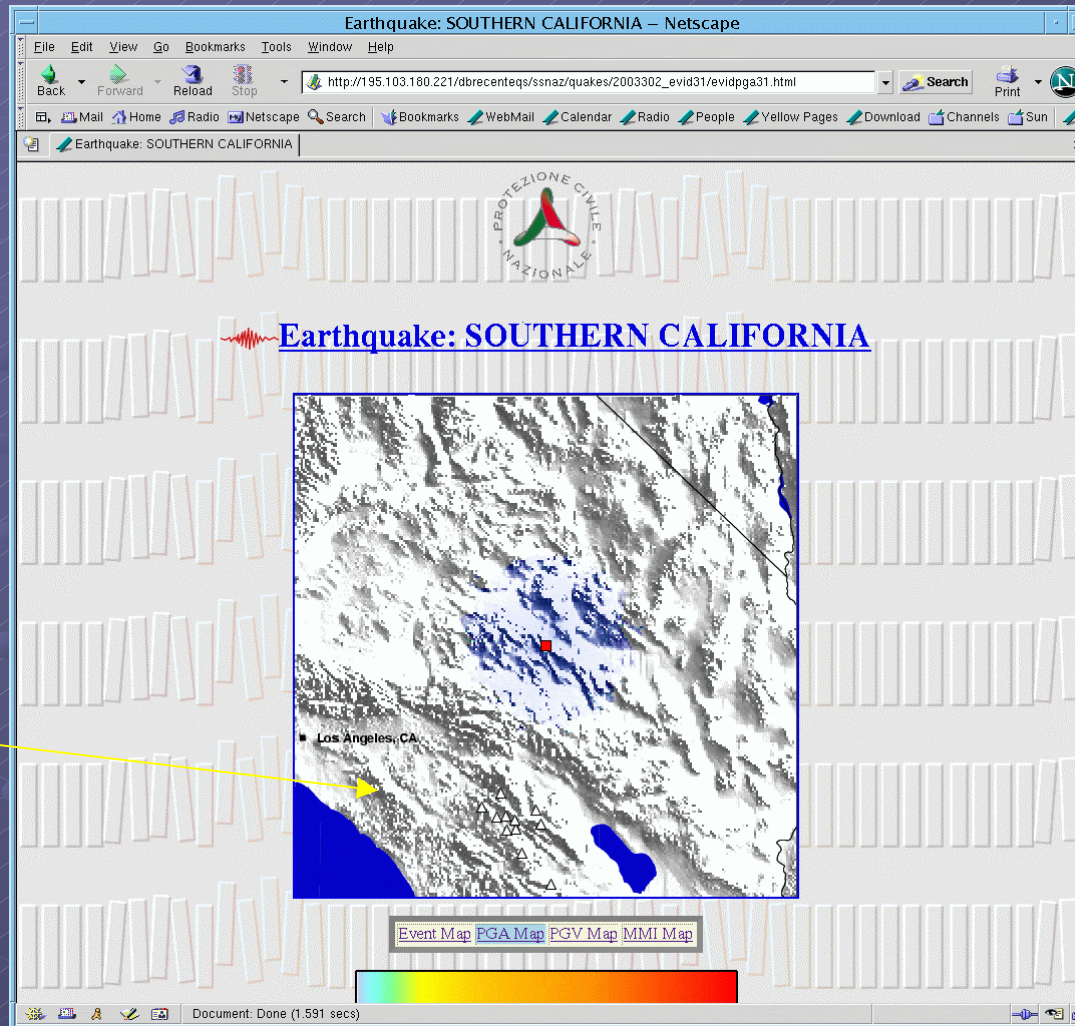 Earthquake: SOUTHERN CALIFORNIA – Netscape
File Edit View Go Bookmarks Tools Window Help
Back Forward Reload Stop http://195.103.180.221/dbrecenteqs/ssnaz/quakes/2003302_evid31/evidpga31.html Search Print N
Mail Home Radio Netscape Search Bookmarks WebMail Calendar Radio People Yellow Pages Download Channels Sun
Earthquake: SOUTHERN CALIFORNIA
PROTEZIONE CIVILE
NAZIONALE
Earthquake: SOUTHERN CALIFORNIA
Los Angeles, CA
Event Map PGA Map PGV Map MMI Map
Document: Done (1.591 secs)